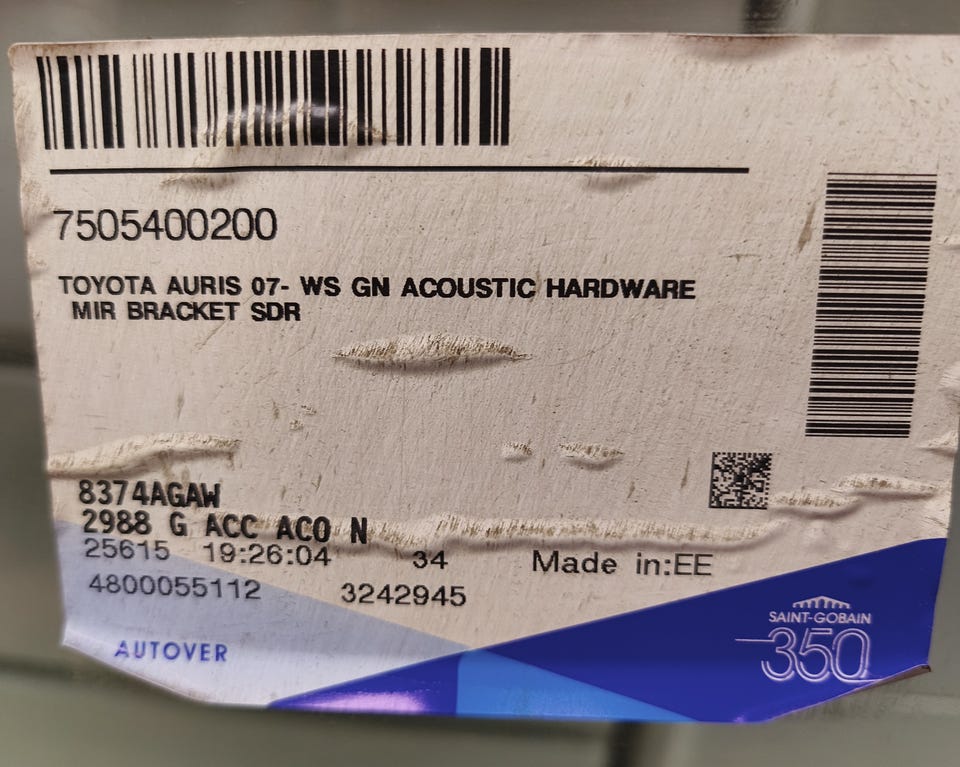 7505400200
TOYOTA AURIS 07- WS GN ACOUSTIC HARDWARE
MIR BRACKET SDR
8374AGAW
2988 G ACC ACO N
25615 19:26:04 34 Made in:EE
4800055112 3242945
SAINT-GOBAIN
350
AUTOVER